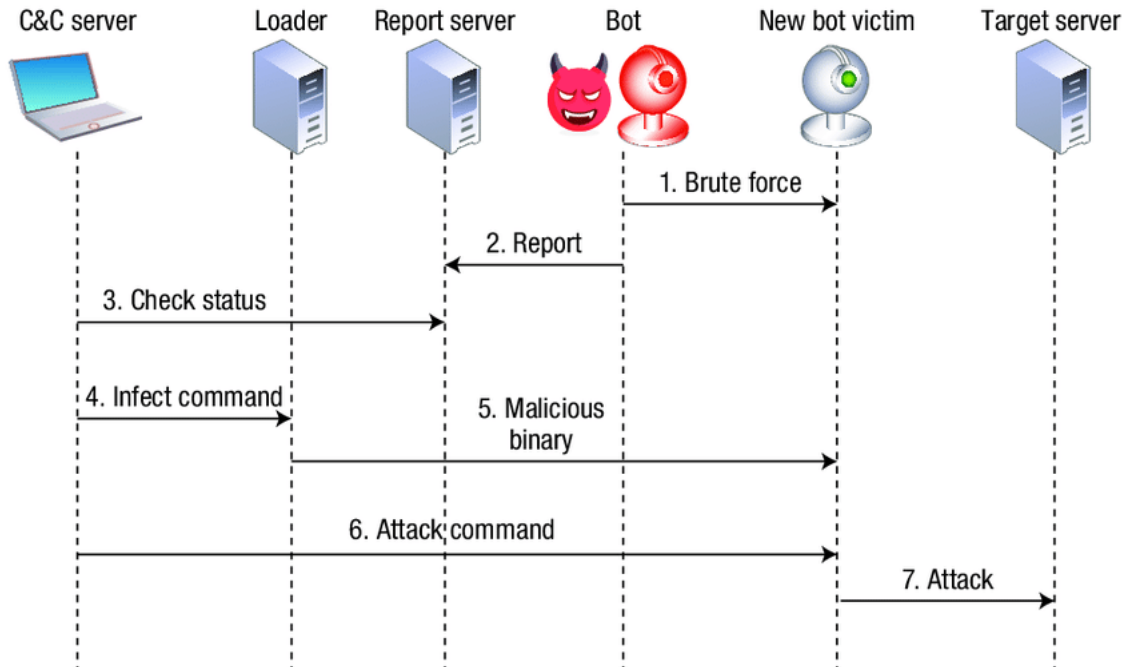 C&C server
Loader
Report server
Bot
New bot victim
Target server
1. Brute force
2. Report
3. Check status
4. Infect command
5. Malicious
binary
6. Attack command
7. Attack